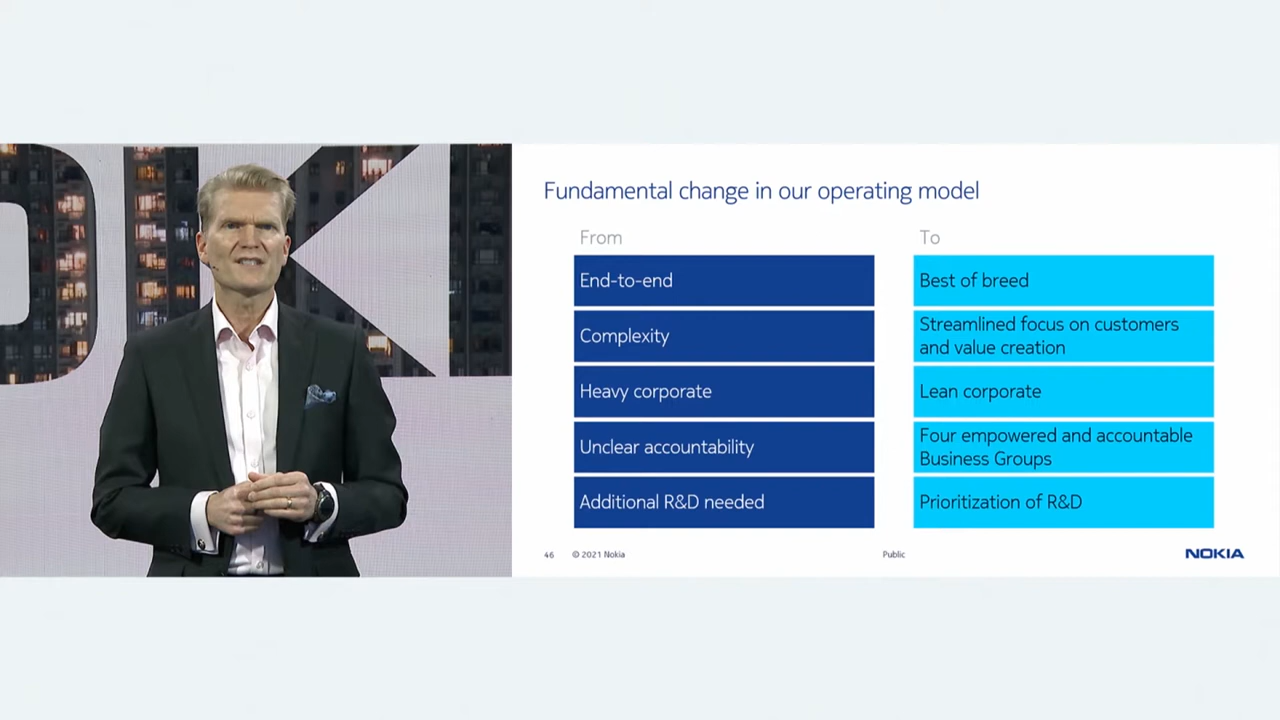 OK
Fundamental change in our operating model
From
To
End-to-end
Best of breed
Complexity
Streamlined focus on customers
and value creation
Heavy corporate
Lean corporate
Unclear accountability
Four empowered and accountable
Business Groups
Additional R&D needed
Prioritization of R&D
46
© 2021 Nokia
Public
NOKIA